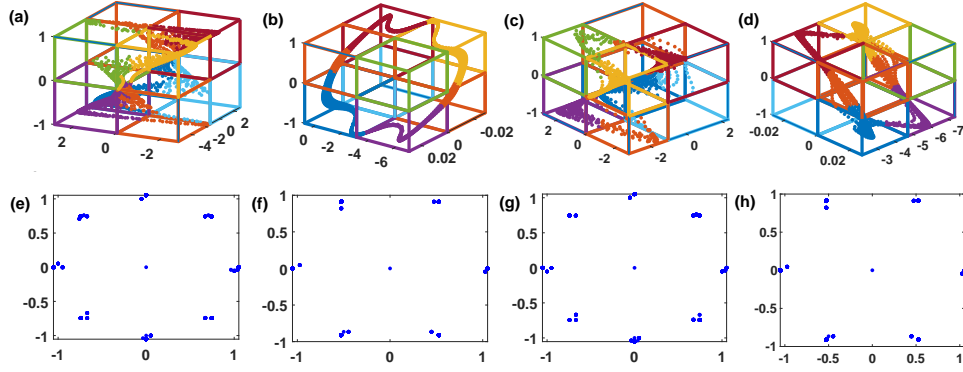 (a) (b) (c) (d)
1 1 1 1
0 0 0 0
-1 -1 -1 -1
2 0 -2 -4 -2 0 2
0 -2 -4 -6 0.02 0 -0.02
2 0 -2 -2 0 2
-0.02 0 0.02 -3 -4 -5 -6 -7
(e) (f) (g) (h)
1 1 1 1
0.5 0.5 0.5 0.5
0 0 0 0
-0.5 -0.5 -0.5 -0.5
-1 -1 -1 -1
-1 0 1 -1 0 1 -1 0 1 -1 -0.5 0 0.5 1